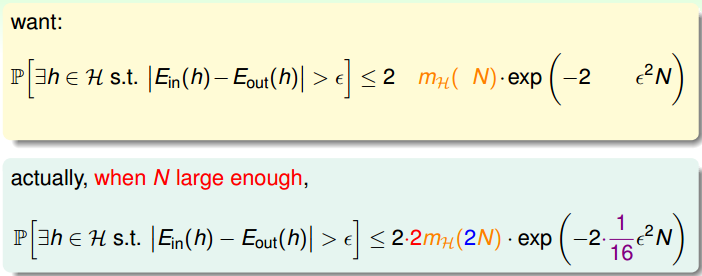 want:
ℙ[∃h ∈ ℋ s.t. |E_in(h) − E_out(h)| > ϵ] ≤ 2 m_ℋ( N) · exp(−2 ϵ²N)
actually, when N large enough,
ℙ[∃h ∈ ℋ s.t. |E_in(h) − E_out(h)| > ϵ] ≤ 2·2m_ℋ(2N) · exp(−2·1/16 ϵ²N)